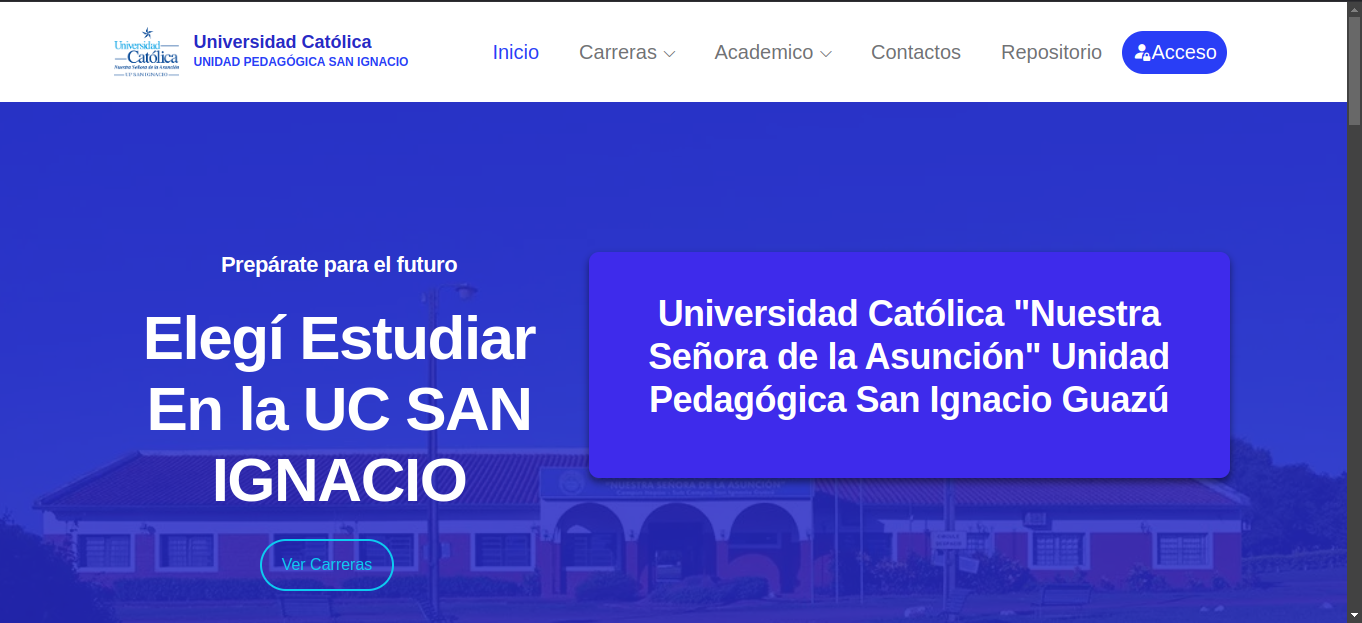 Universidad
Católica
Nuestra Señora de la Asunción
UC SAN IGNACIO
Universidad Católica
UNIDAD PEDAGÓGICA SAN IGNACIO
Inicio
Carreras
Academico
Contactos
Repositorio
Acceso
Prepárate para el futuro
Elegí Estudiar
En la UC SAN
IGNACIO
Ver Carreras
Universidad Católica "Nuestra
Señora de la Asunción" Unidad
Pedagógica San Ignacio Guazú
"NUESTRA SEÑORA DE LA ASUNCIÓN"